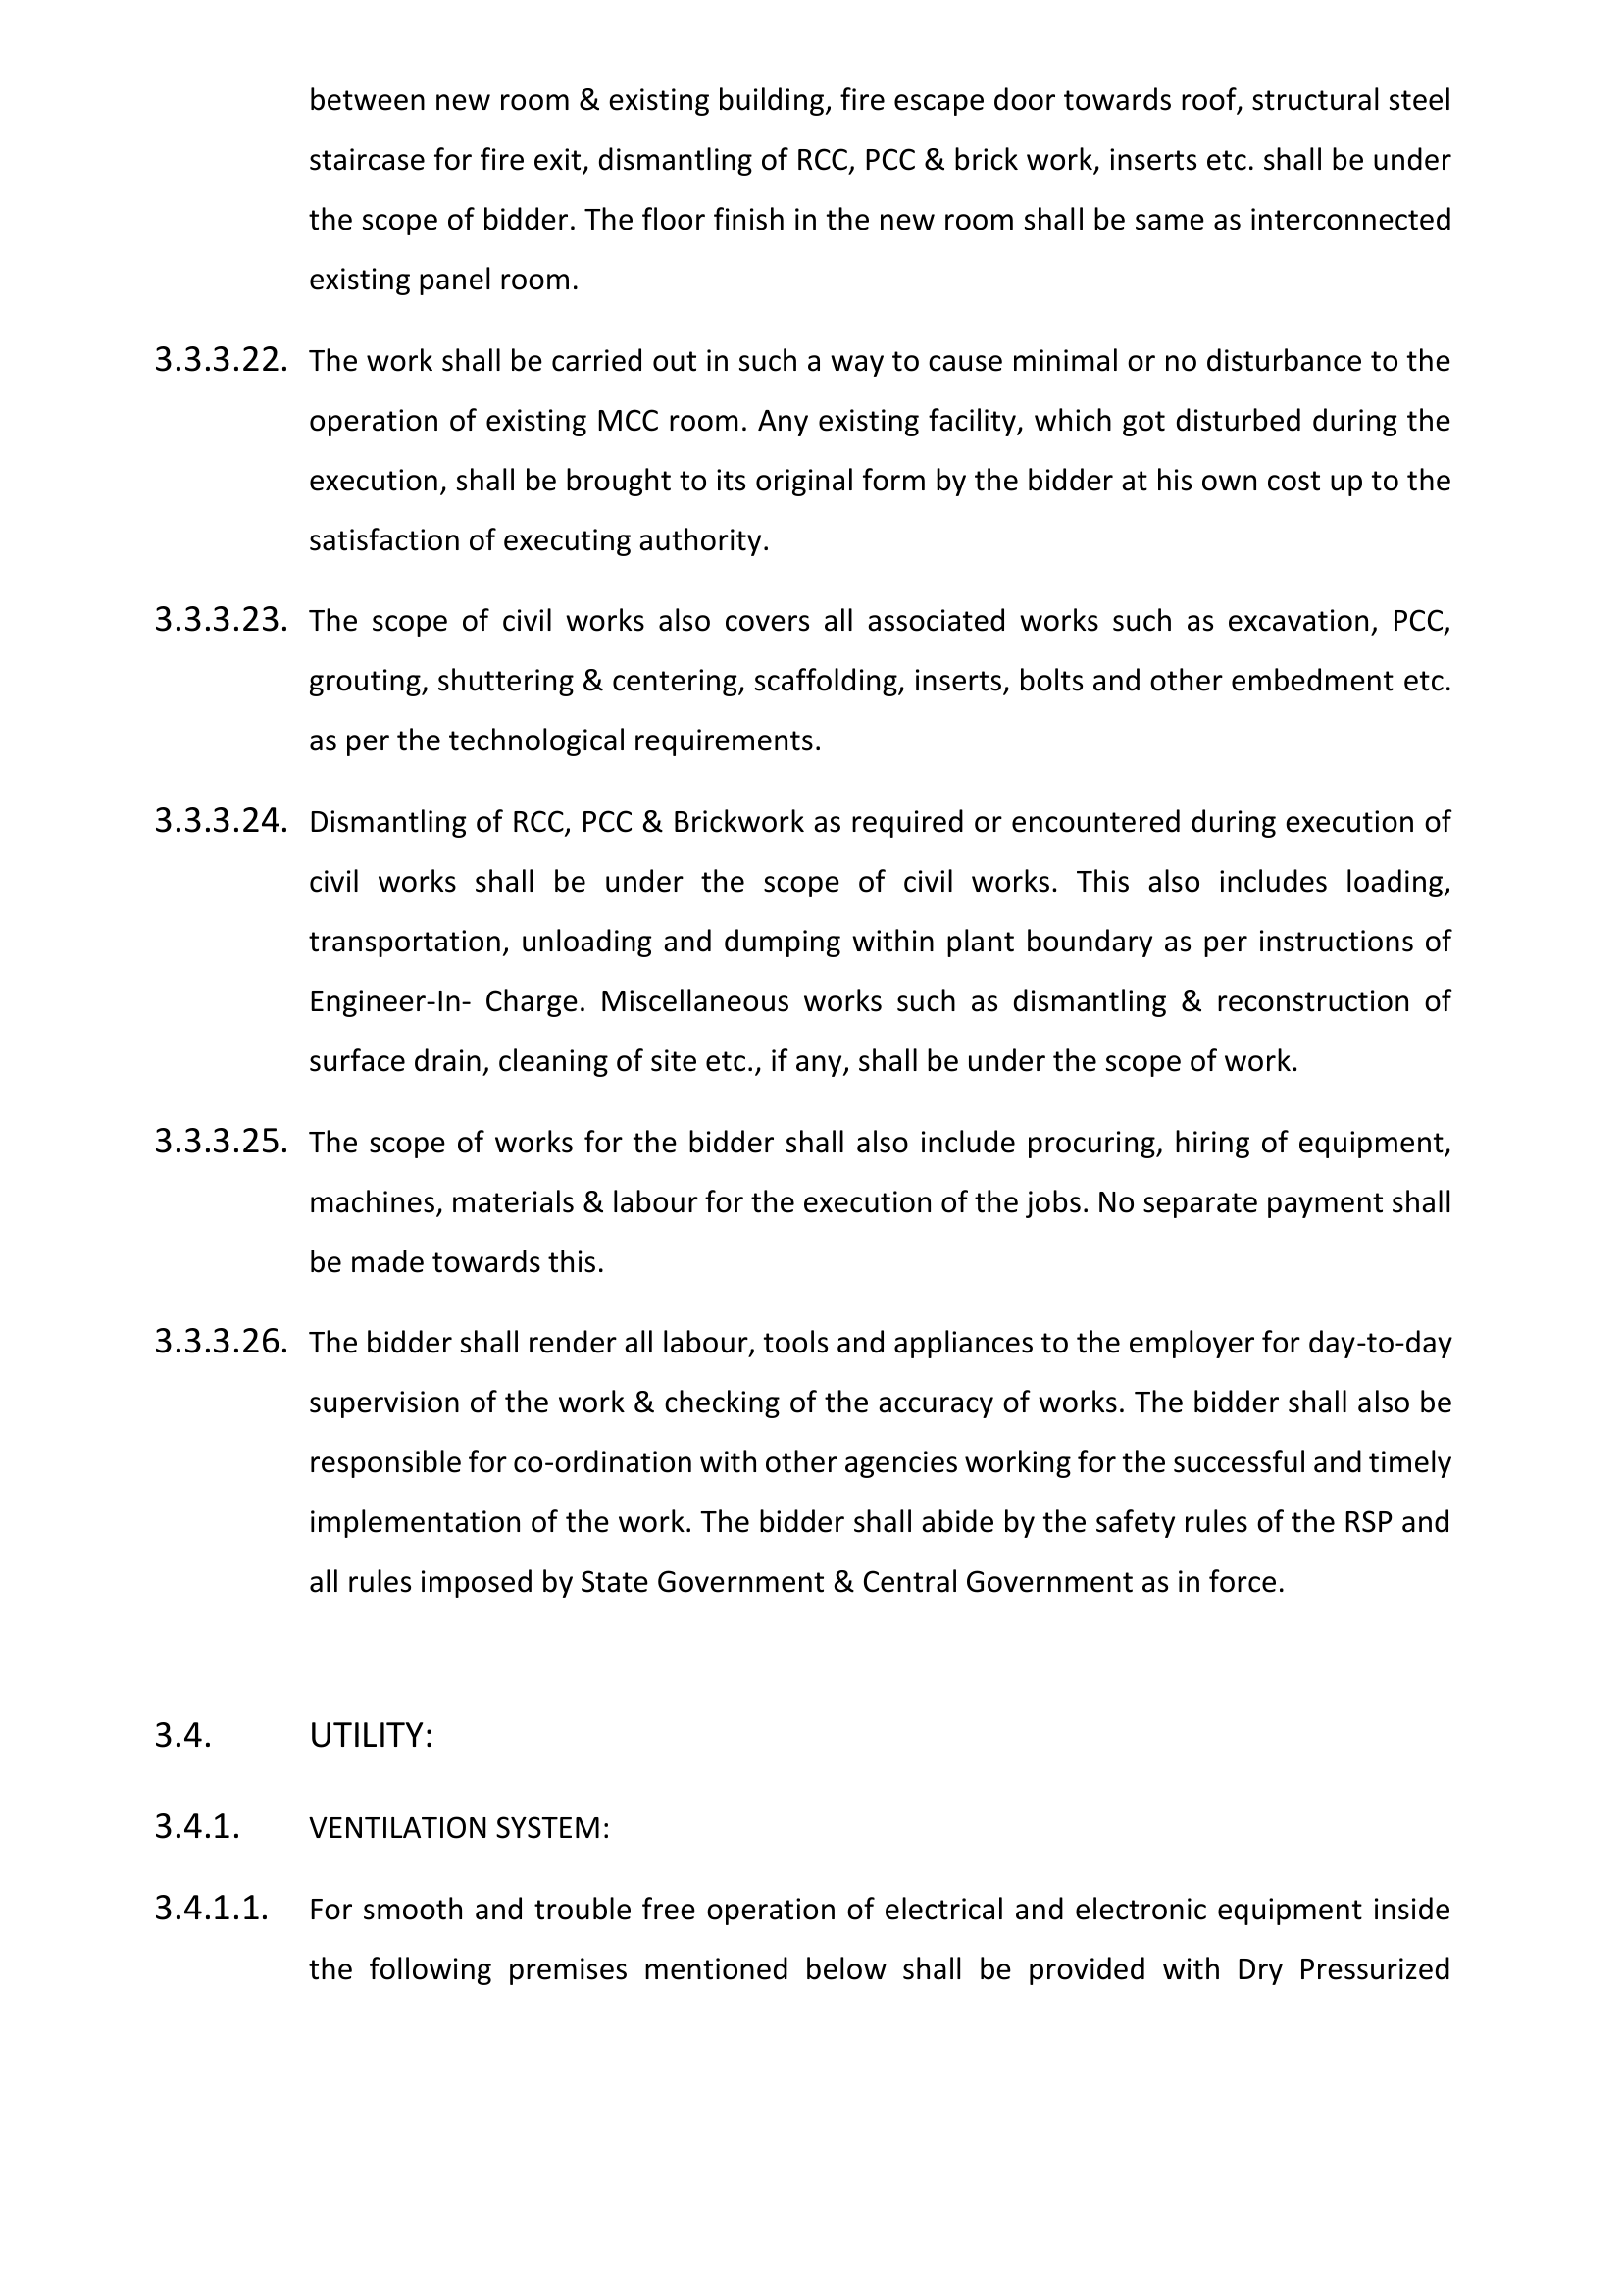 between new room & existing building, fire escape door towards roof, structural steel
staircase for fire exit, dismantling of RCC, PCC & brick work, inserts etc. shall be under
the scope of bidder. The floor finish in the new room shall be same as interconnected
existing panel room.
3.3.3.22. The work shall be carried out in such a way to cause minimal or no disturbance to the
operation of existing MCC room. Any existing facility, which got disturbed during the
execution, shall be brought to its original form by the bidder at his own cost up to the
satisfaction of executing authority.
3.3.3.23. The scope of civil works also covers all associated works such as excavation, PCC,
grouting, shuttering & centering, scaffolding, inserts, bolts and other embedment etc.
as per the technological requirements.
3.3.3.24. Dismantling of RCC, PCC & Brickwork as required or encountered during execution of
civil works shall be under the scope of civil works. This also includes loading,
transportation, unloading and dumping within plant boundary as per instructions of
Engineer-In- Charge. Miscellaneous works such as dismantling & reconstruction of
surface drain, cleaning of site etc., if any, shall be under the scope of work.
3.3.3.25. The scope of works for the bidder shall also include procuring, hiring of equipment,
machines, materials & labour for the execution of the jobs. No separate payment shall
be made towards this.
3.3.3.26. The bidder shall render all labour, tools and appliances to the employer for day-to-day
supervision of the work & checking of the accuracy of works. The bidder shall also be
responsible for co-ordination with other agencies working for the successful and timely
implementation of the work. The bidder shall abide by the safety rules of the RSP and
all rules imposed by State Government & Central Government as in force.
3.4. UTILITY:
3.4.1. VENTILATION SYSTEM:
3.4.1.1. For smooth and trouble free operation of electrical and electronic equipment inside
the following premises mentioned below shall be provided with Dry Pressurized